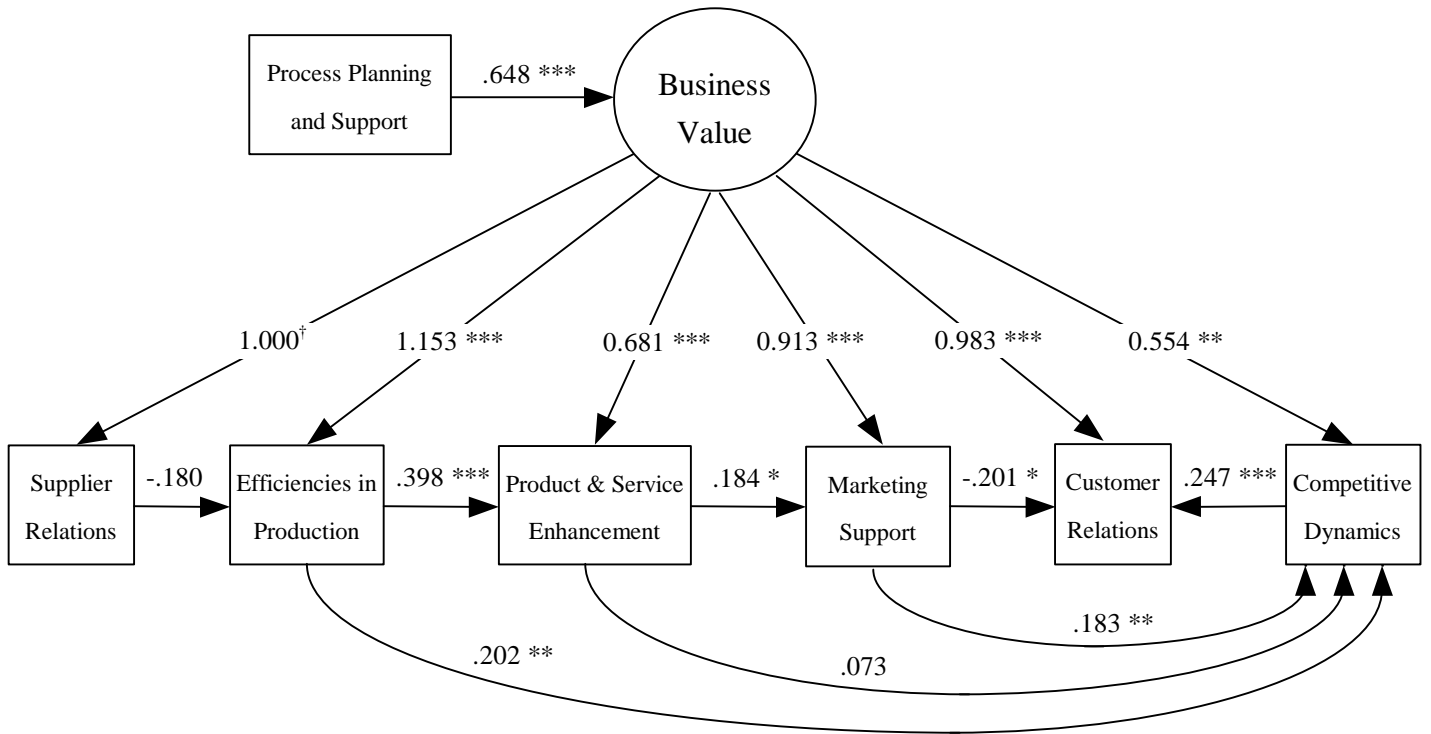 Process Planning
and Support
.648 ***
Business
Value
1.000†
1.153 ***
0.681 ***
0.913 ***
0.983 ***
0.554 **
Supplier
Relations
-.180
Efficiencies in
Production
.398 ***
Product & Service
Enhancement
.184 *
Marketing
Support
-.201 *
Customer
Relations
.247 ***
Competitive
Dynamics
.183 **
.202 **
.073